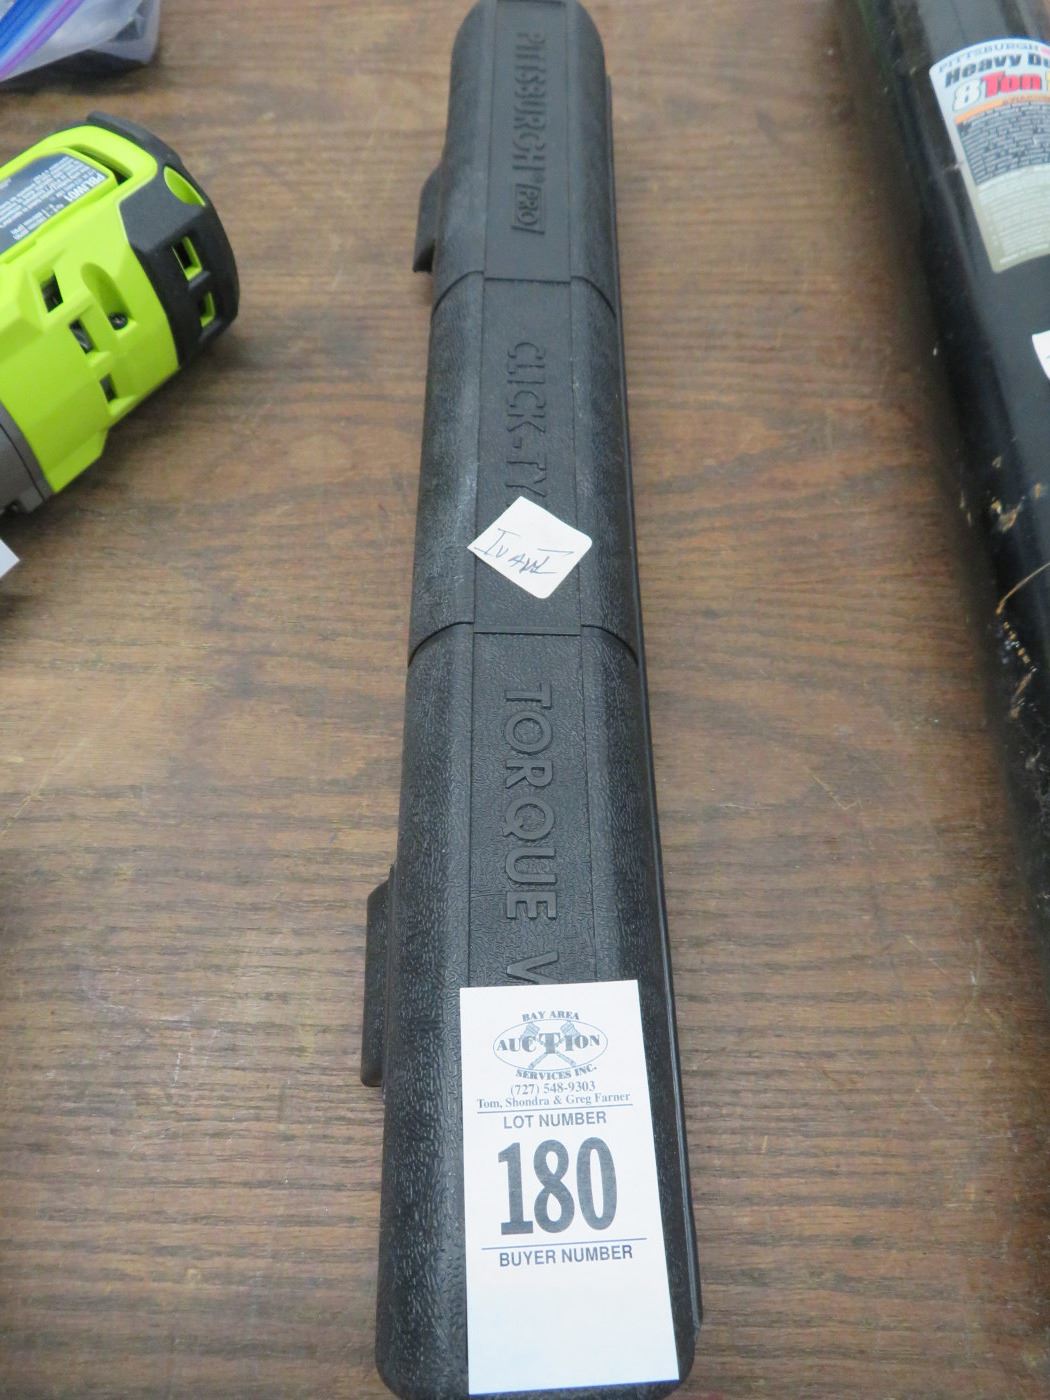 PITTSBURGH PRO
CLICK-TY
TORQUE W
BAY AREA
AUCTION
SERVICES INC.
(727) 548-9303
Tom, Shondra & Greg Farner
LOT NUMBER
180
BUYER NUMBER
PITTSBURGH
Heavy D
8 Ton